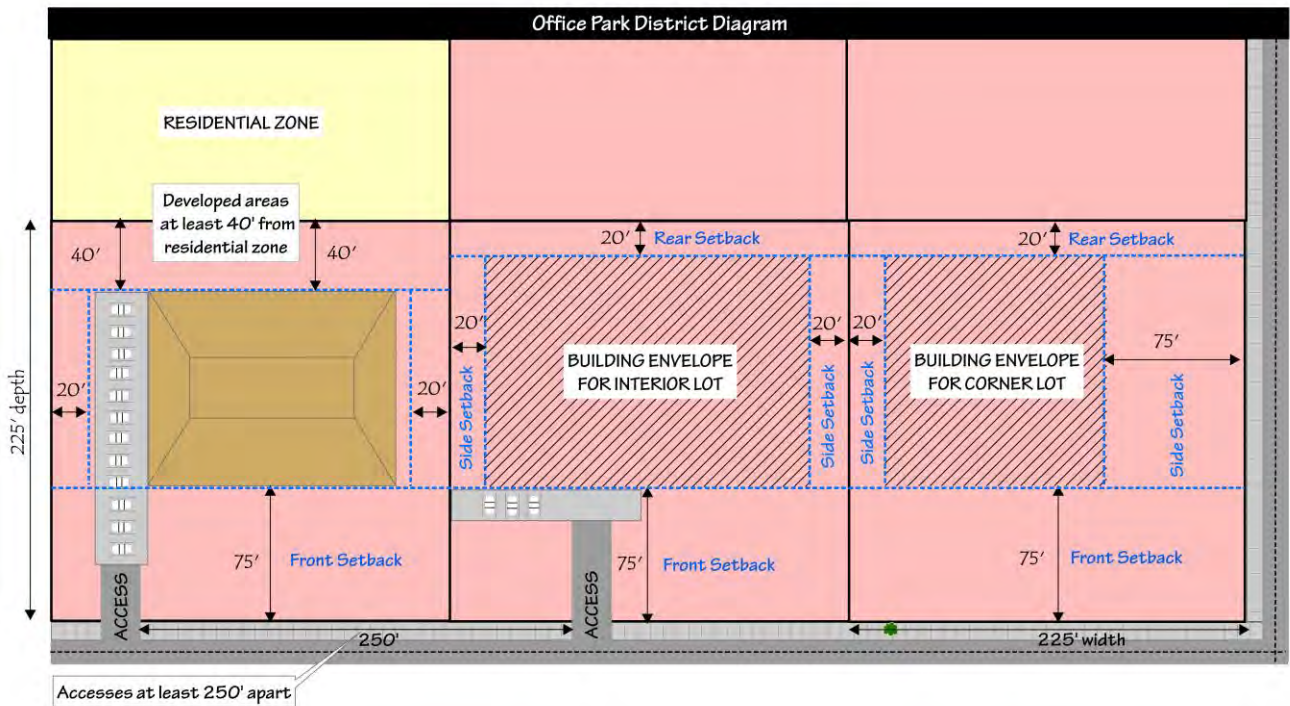 Office Park District Diagram
RESIDENTIAL ZONE
Developed areas
at least 40' from
residential zone
40'
40'
20'
Rear Setback
20'
Rear Setback
225' depth
20'
20'
20'
Side Setback
BUILDING ENVELOPE
FOR INTERIOR LOT
20'
Side Setback
20'
Side Setback
BUILDING ENVELOPE
FOR CORNER LOT
75'
Side Setback
75'
Front Setback
75'
Front Setback
75'
Front Setback
ACCESS
ACCESS
250'
225' width
Accesses at least 250' apart